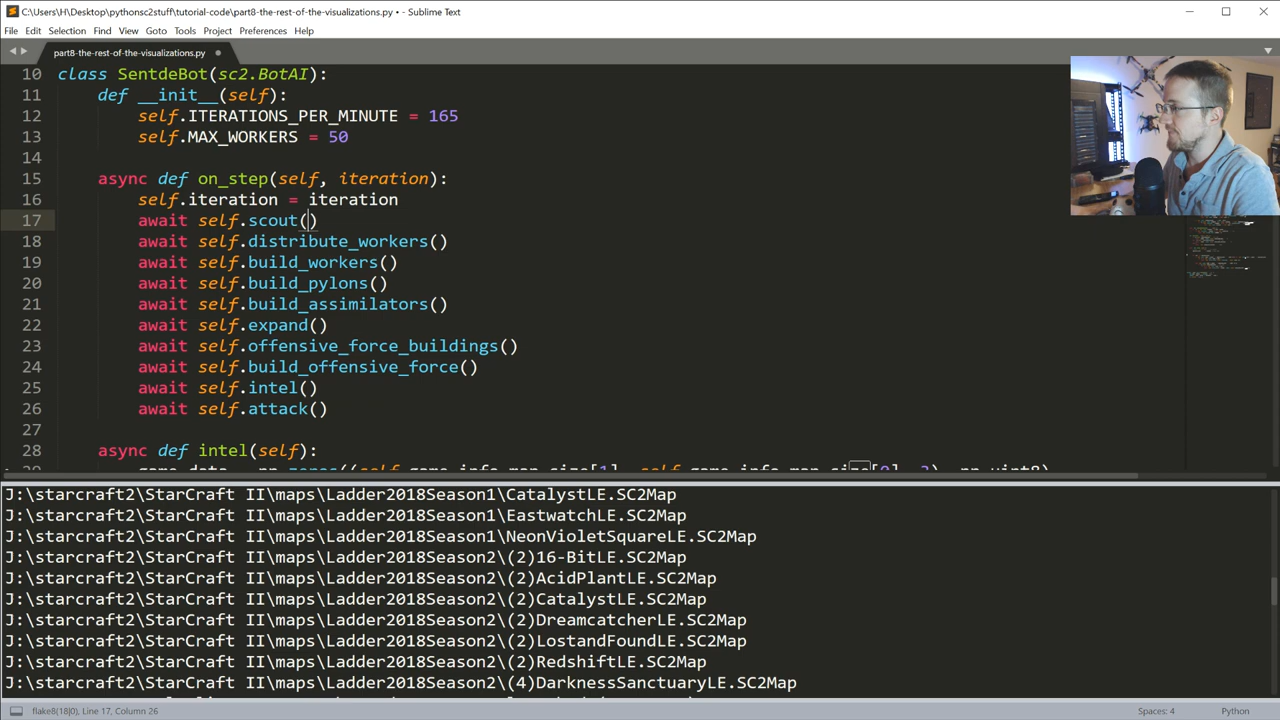 C:\Users\H\Desktop\pythonsc2stuff\tutorial-code\part8-the-rest-of-the-visualizations.py • - Sublime Text
File Edit Selection Find View Goto Tools Project Preferences Help
part8-the-rest-of-the-visualizations.py
10 class SentdeBot(sc2.BotAI):
11 def __init__(self):
12 self.ITERATIONS_PER_MINUTE = 165
13 self.MAX_WORKERS = 50
14
15 async def on_step(self, iteration):
16 self.iteration = iteration
17 await self.scout()
18 await self.distribute_workers()
19 await self.build_workers()
20 await self.build_pylons()
21 await self.build_assimilators()
22 await self.expand()
23 await self.offensive_force_buildings()
24 await self.build_offensive_force()
25 await self.intel()
26 await self.attack()
27
28 async def intel(self):
J:\starcraft2\StarCraft II\maps\Ladder2018Season1\CatalystLE.SC2Map
J:\starcraft2\StarCraft II\maps\Ladder2018Season1\EastwatchLE.SC2Map
J:\starcraft2\StarCraft II\maps\Ladder2018Season1\NeonVioletSquareLE.SC2Map
J:\starcraft2\StarCraft II\maps\Ladder2018Season2\(2)16-BitLE.SC2Map
J:\starcraft2\StarCraft II\maps\Ladder2018Season2\(2)AcidPlantLE.SC2Map
J:\starcraft2\StarCraft II\maps\Ladder2018Season2\(2)CatalystLE.SC2Map
J:\starcraft2\StarCraft II\maps\Ladder2018Season2\(2)DreamcatcherLE.SC2Map
J:\starcraft2\StarCraft II\maps\Ladder2018Season2\(2)LostandFoundLE.SC2Map
J:\starcraft2\StarCraft II\maps\Ladder2018Season2\(2)RedshiftLE.SC2Map
J:\starcraft2\StarCraft II\maps\Ladder2018Season2\(4)DarknessSanctuaryLE.SC2Map
flake8(18|0), Line 17, Column 26 Spaces: 4 Python